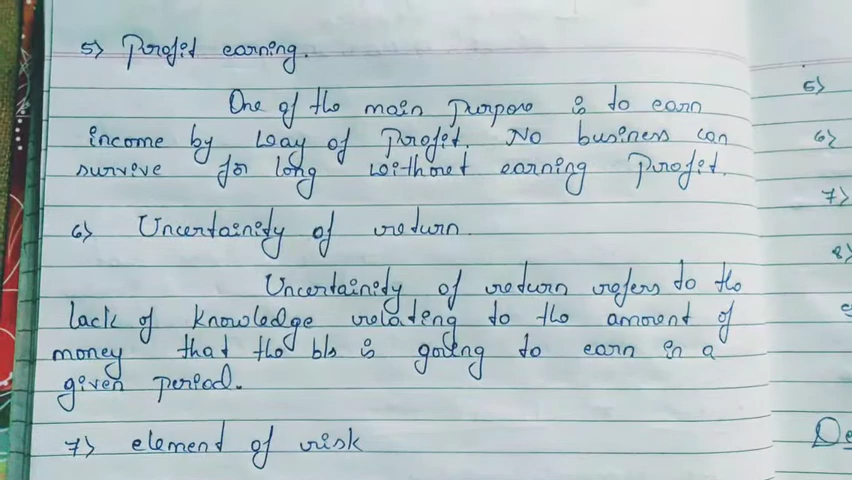 5> Profit earning.
One of the main purpose is to earn
income by way of Profit. No business can
survive for long without earning Profit.
6> Uncertainity of return
Uncertainity of return refers to the
lack of knowledge relating to the amount of
money that the b/s is going to earn in a
given period.
7> element of risk
5>
6>
7>
8>
De